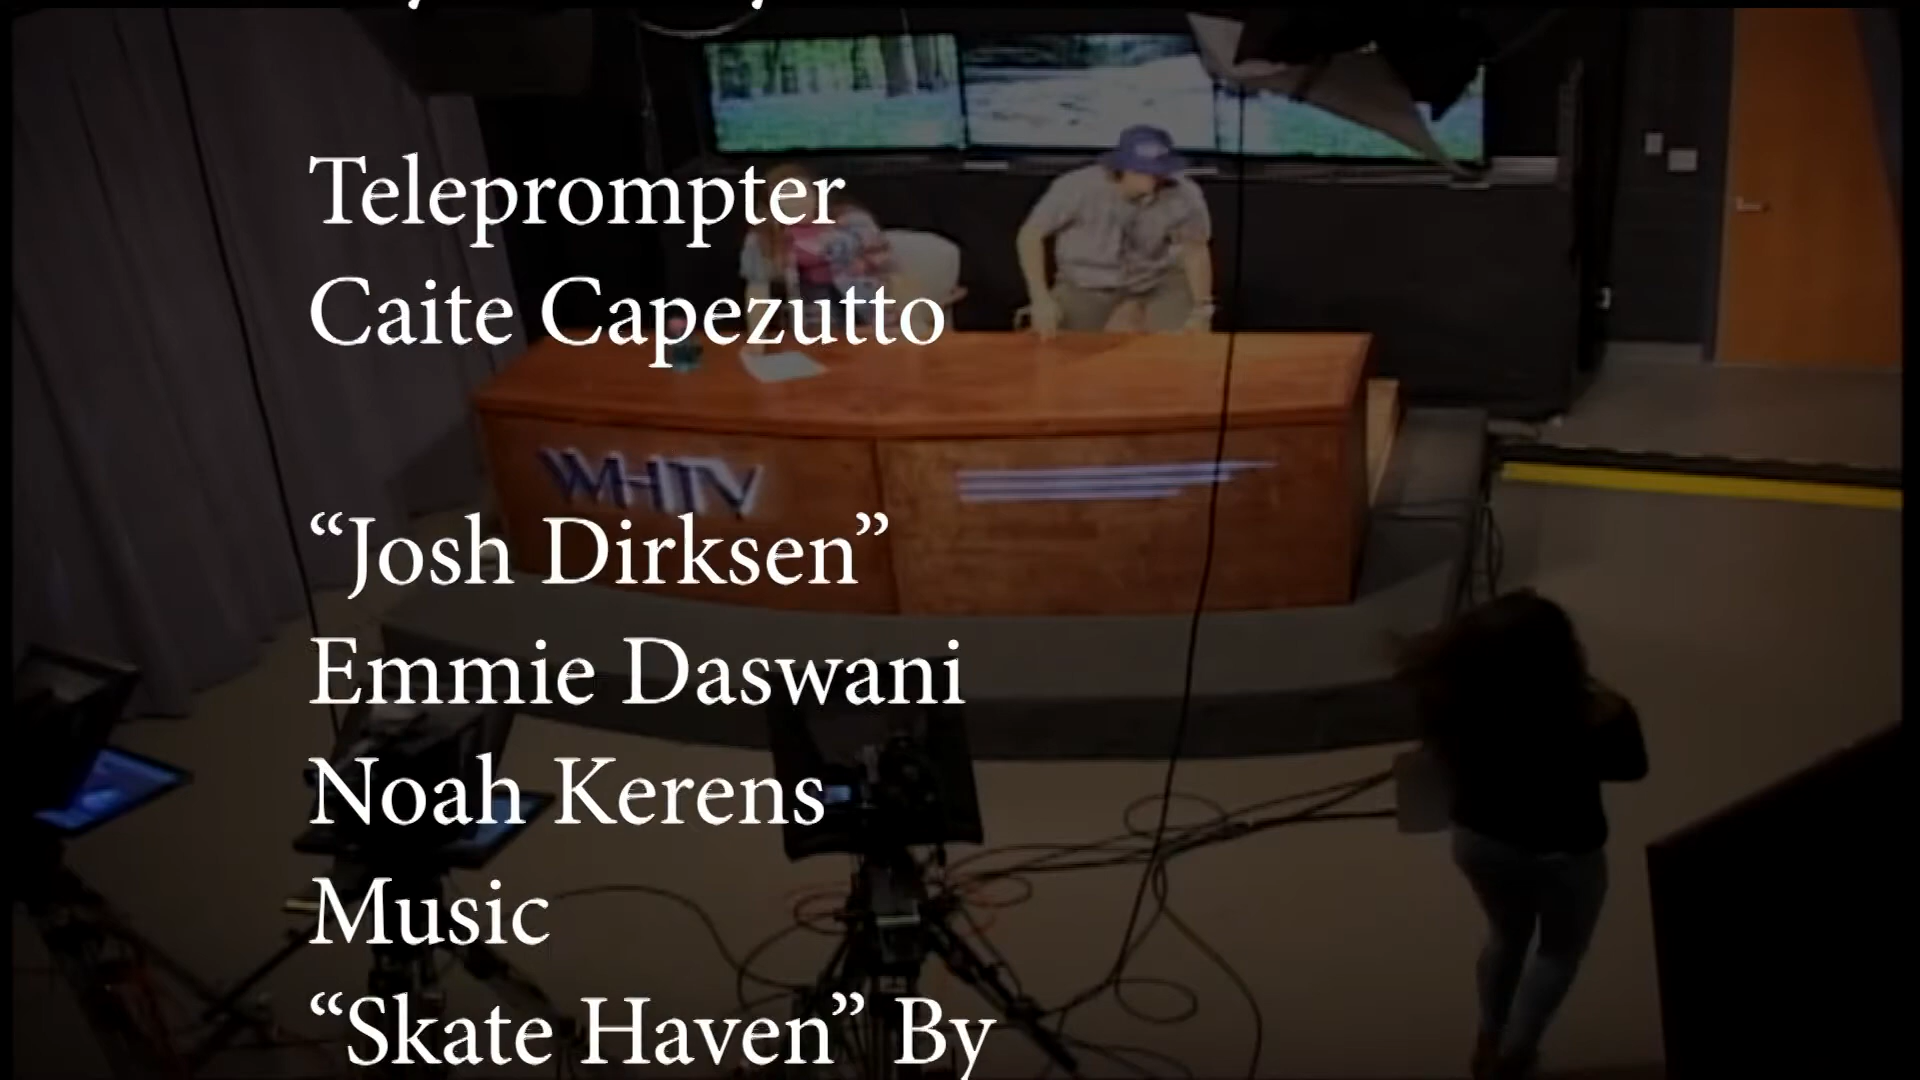 Teleprompter
Caite Capezutto
WHTV
“Josh Dirksen”
Emmie Daswani
Noah Kerens
Music
“Skate Haven” By